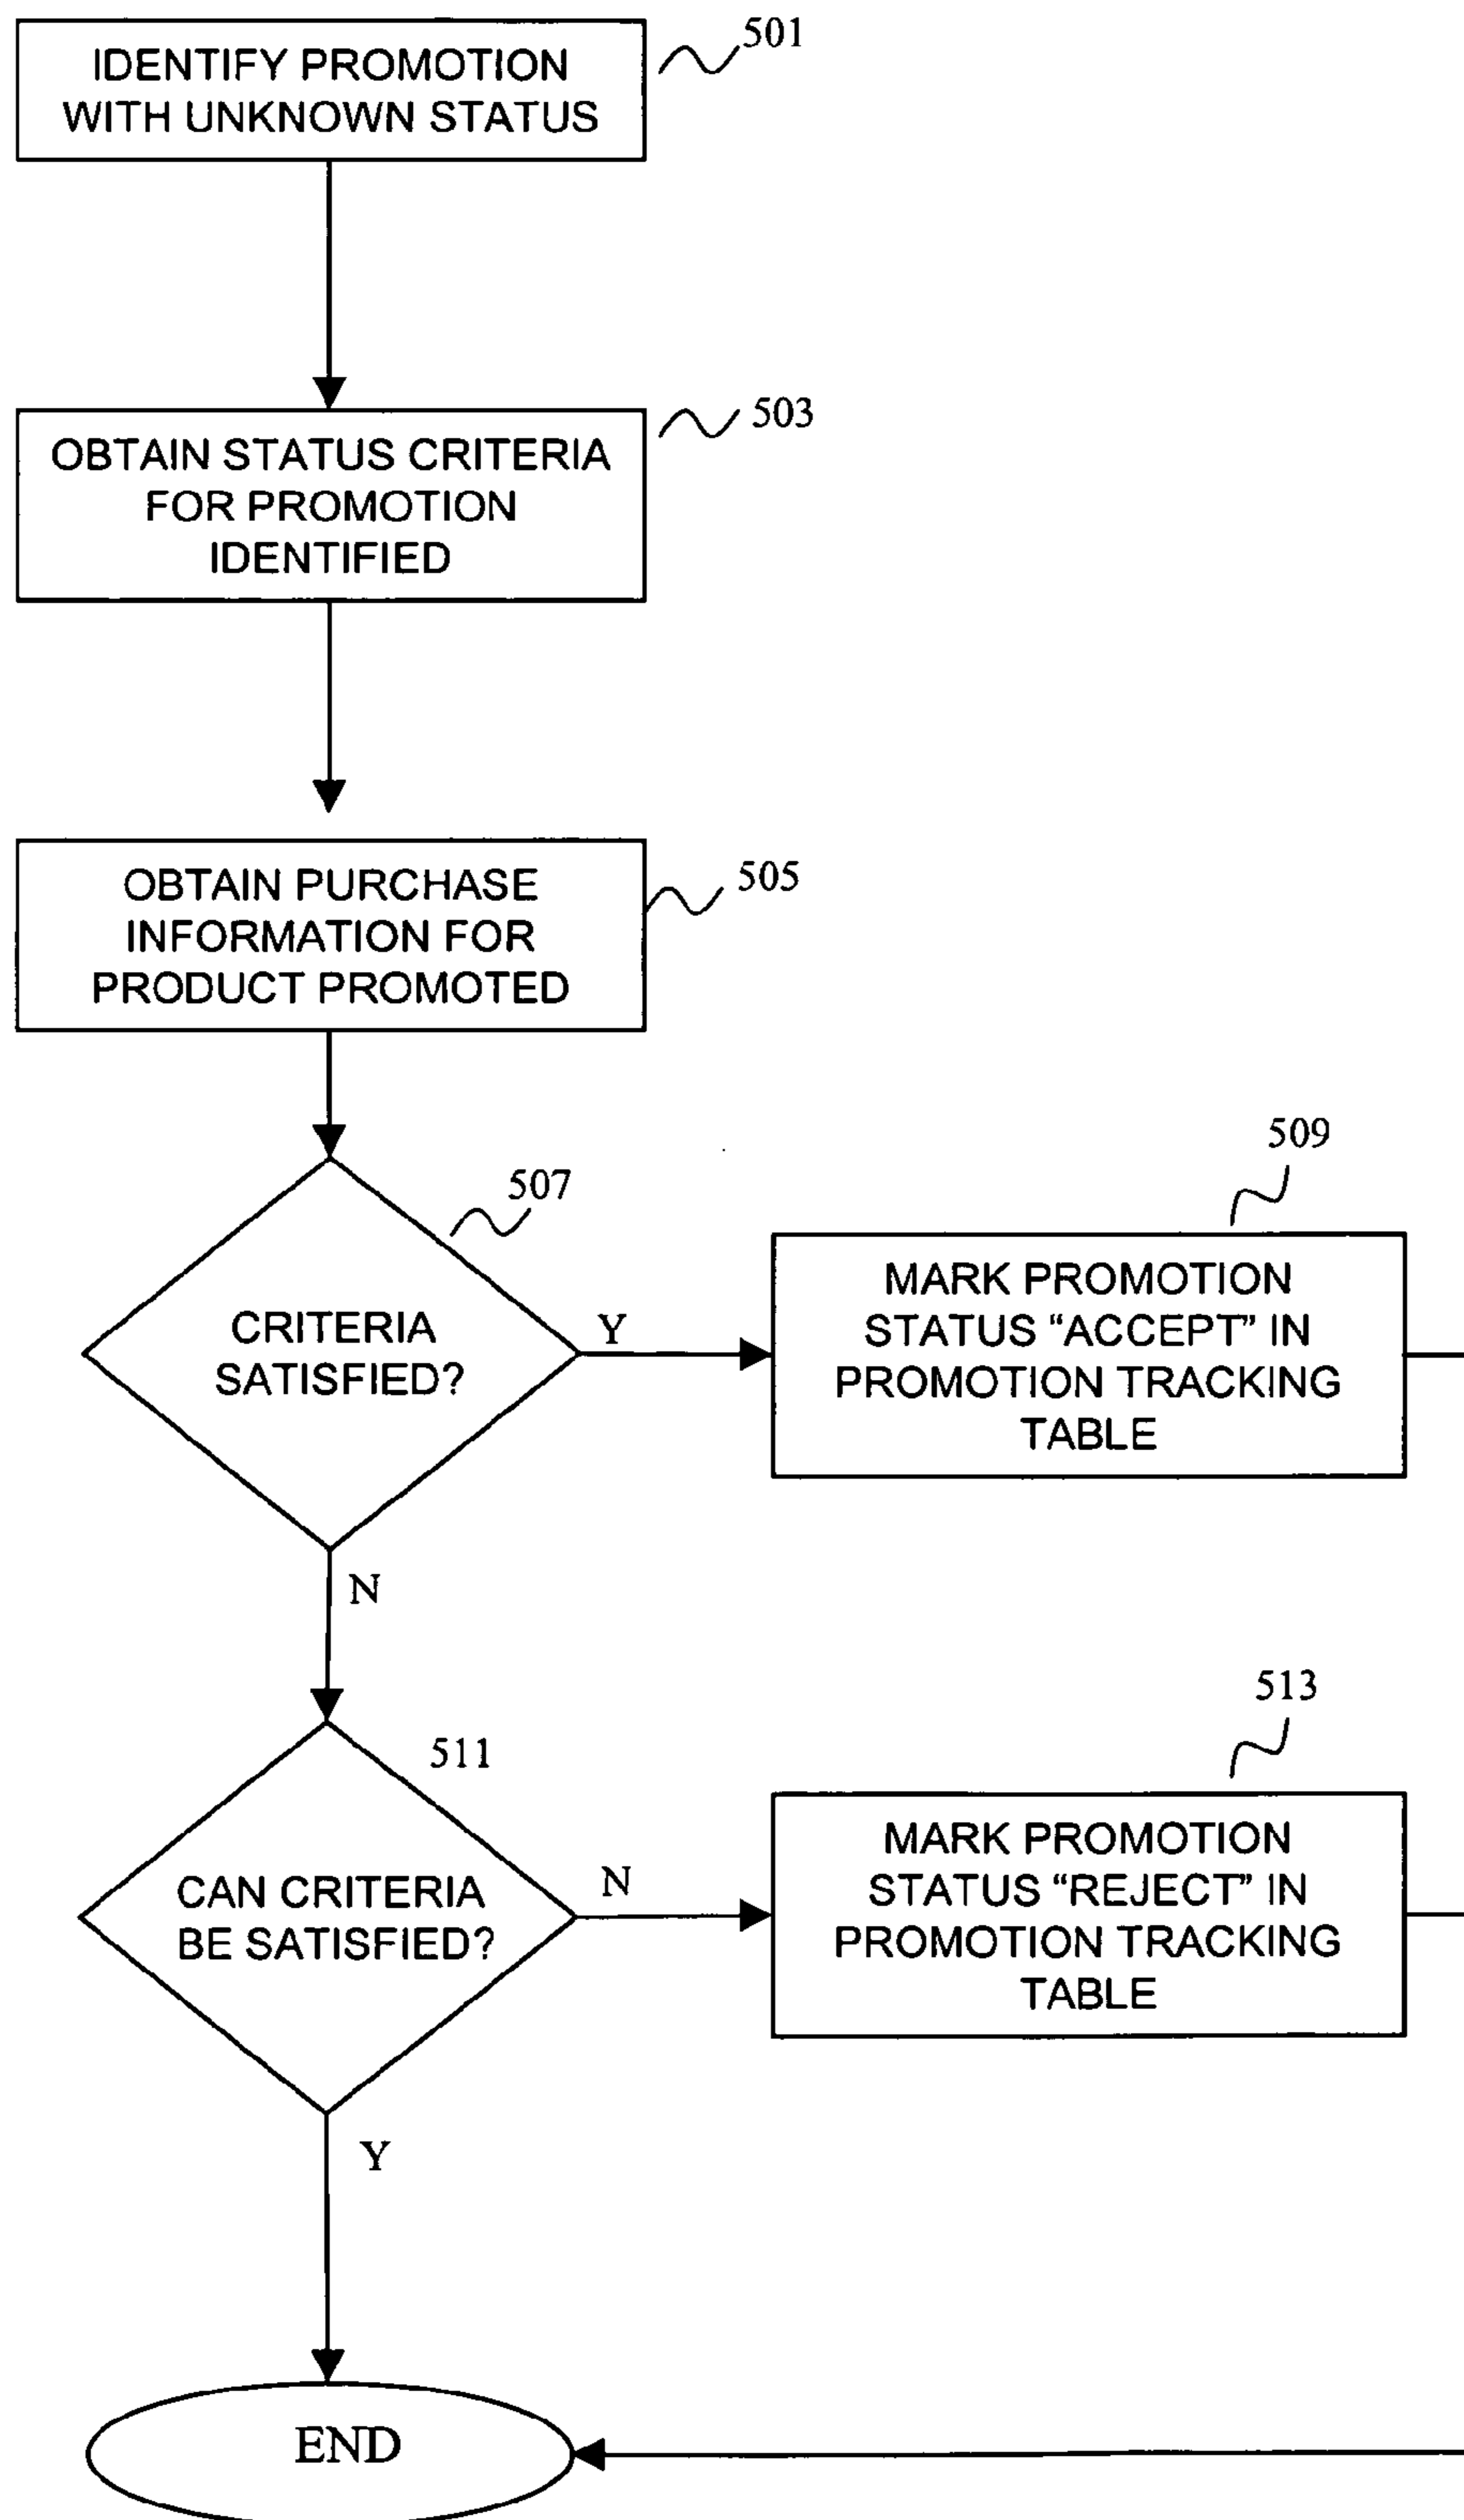 501
IDENTIFY PROMOTION
WITH UNKNOWN STATUS
503
OBTAIN STATUS CRITERIA
FOR PROMOTION
IDENTIFIED
505
OBTAIN PURCHASE
INFORMATION FOR
PRODUCT PROMOTED
507
CRITERIA
SATISFIED?
Y
N
509
MARK PROMOTION
STATUS “ACCEPT” IN
PROMOTION TRACKING
TABLE
511
CAN CRITERIA
BE SATISFIED?
N
Y
513
MARK PROMOTION
STATUS “REJECT” IN
PROMOTION TRACKING
TABLE
END